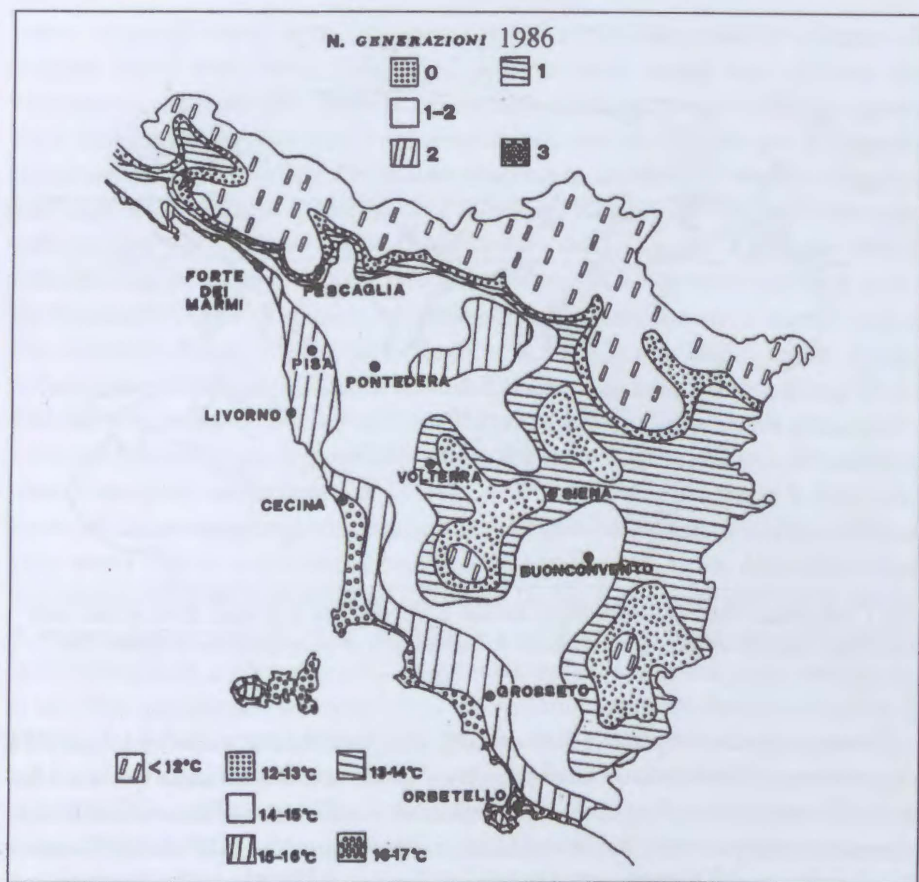 N. GENERAZIONI 1986
0
1
1-2
2
3
FORTE
DEI
MARMI
PESCAGLIA
PISA
PONTEDERA
LIVORNO
VOLTERRA
SIENA
CECINA
BUONCONVENTO
GROSSETO
ORBETELLO
<12°C
12-13°C
13-14°C
14-15°C
15-16°C
16-17°C